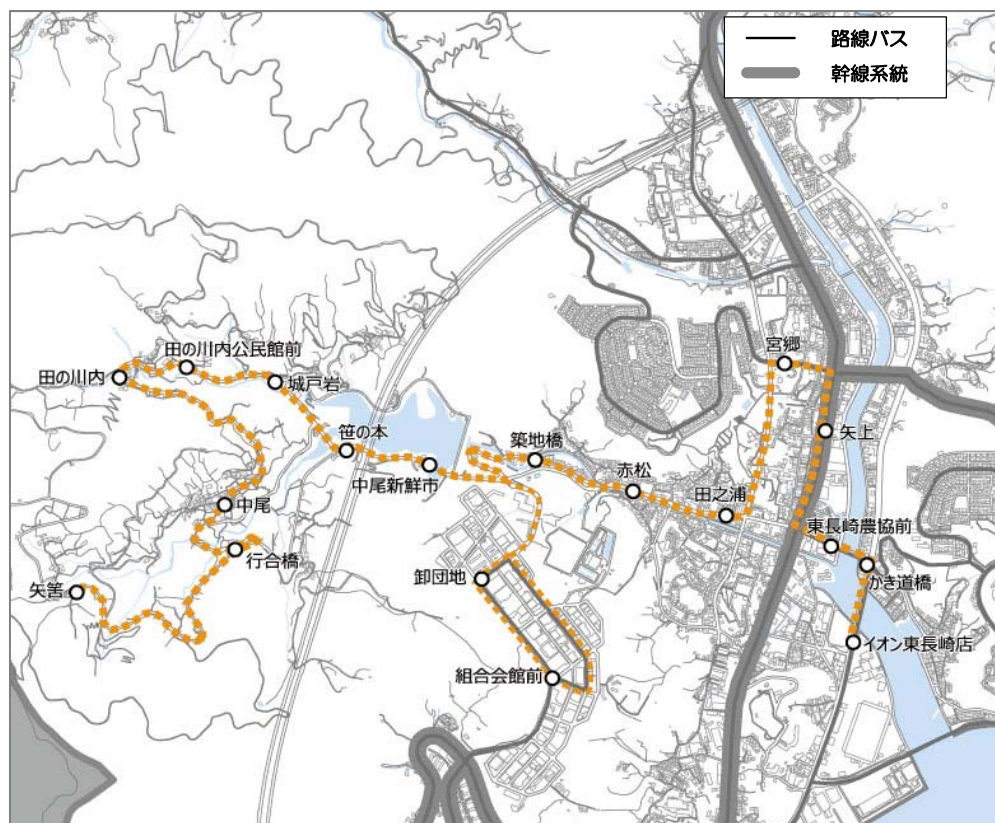 路線バス
幹線系統
宮郷
田の川内公民館前
田の川内
城戸岩
矢上
笹の本
築地橋
中尾新鮮市
赤松
田之浦
中尾
東長崎農協前
行合橋
かき道橋
卸団地
矢筈
イオン東長崎店
組合会館前